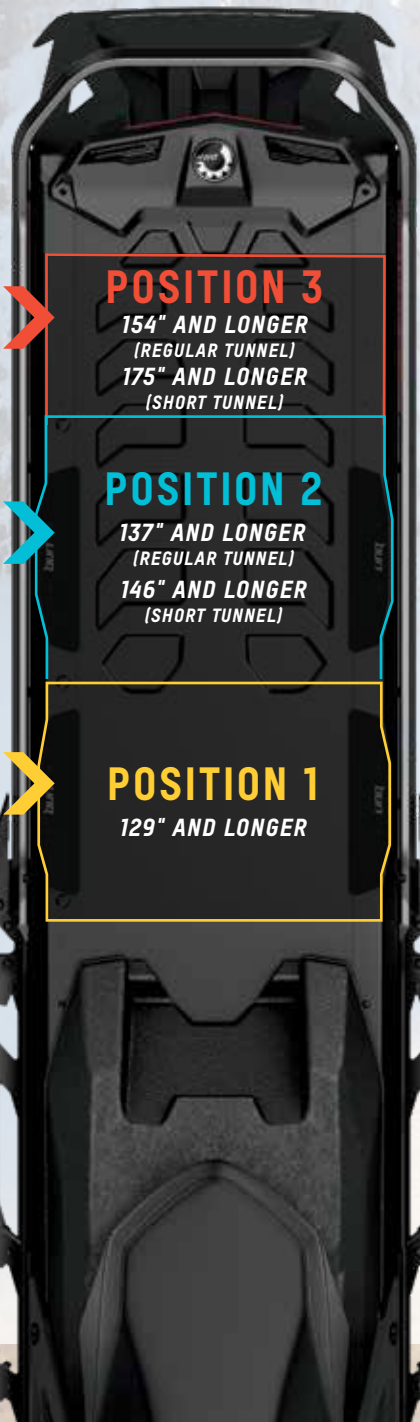 POSITION 3
154" AND LONGER
(REGULAR TUNNEL)
175" AND LONGER
(SHORT TUNNEL)
POSITION 2
137" AND LONGER
(REGULAR TUNNEL)
146" AND LONGER
(SHORT TUNNEL)
POSITION 1
129" AND LONGER